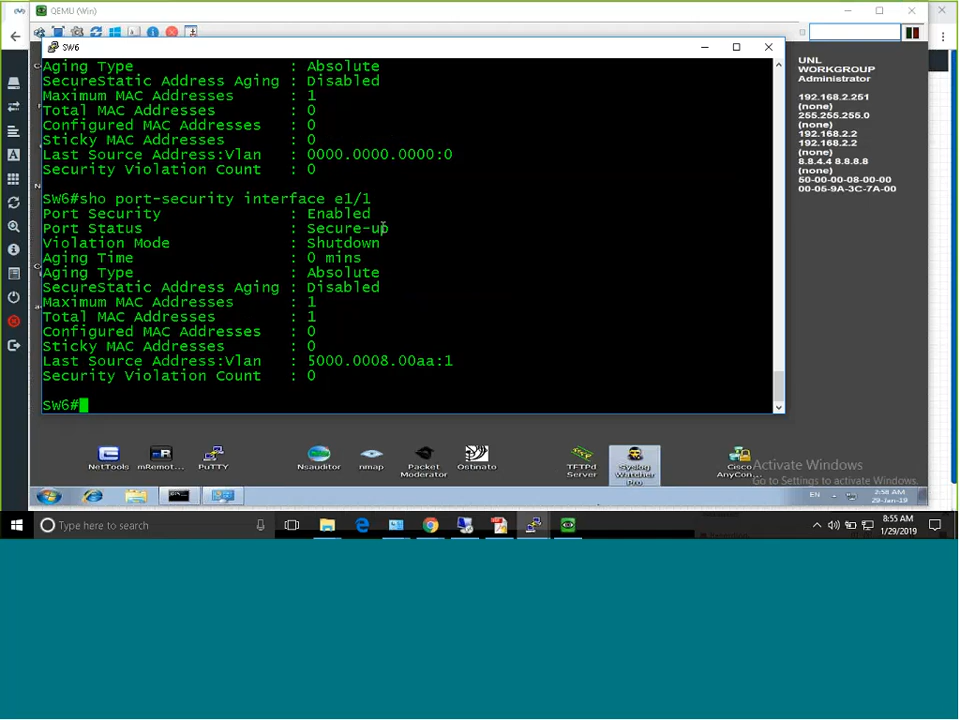 QEMU (Win)
SW6
Aging Type : Absolute
SecureStatic Address Aging : Disabled
Maximum MAC Addresses : 1
Total MAC Addresses : 0
Configured MAC Addresses : 0
Sticky MAC Addresses : 0
Last Source Address:Vlan : 0000.0000.0000:0
Security Violation Count : 0
SW6#sho port-security interface e1/1
Port Security : Enabled
Port Status : Secure-up
Violation Mode : Shutdown
Aging Time : 0 mins
Aging Type : Absolute
SecureStatic Address Aging : Disabled
Maximum MAC Addresses : 1
Total MAC Addresses : 1
Configured MAC Addresses : 0
Sticky MAC Addresses : 0
Last Source Address:Vlan : 5000.0008.00aa:1
Security Violation Count : 0
SW6#
UNL
WORKGROUP
Administrator
192.168.2.251
(none)
255.255.255.0
(none)
192.168.2.2
192.168.2.2
(none)
8.8.4.4 8.8.8.8
50-00-00-08-00-00
00-05-9A-3C-7A-00
NetTools
mRemot...
PuTTY
Nsauditor
nmap
Packet
Moderator
Ostinato
TFTPd
Server
Syslog
Watcher
Pro
Cisco
AnyCon...
Activate Windows
Go to Settings to activate Windows.
EN
2:58 AM
29-Jan-19
Type here to search
8:55 AM
1/29/2019